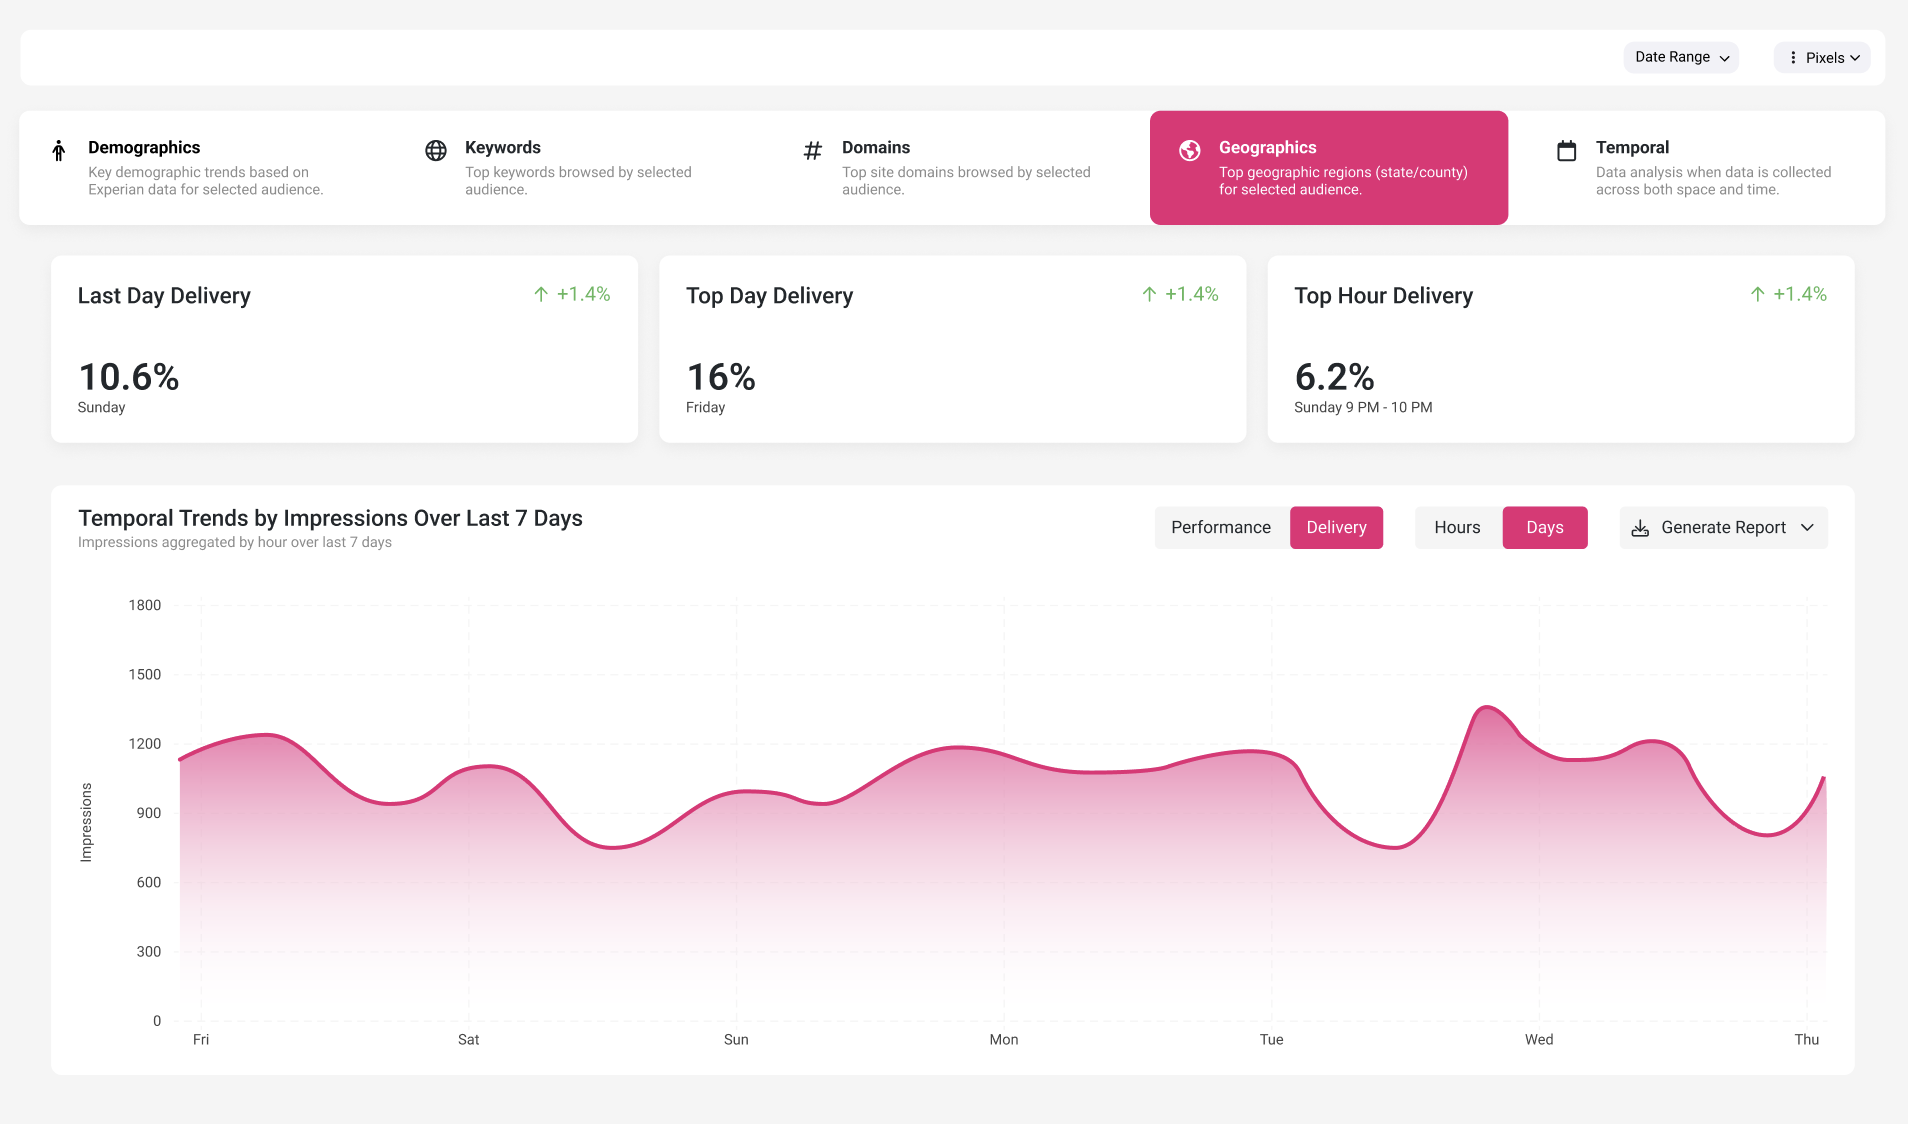 Date Range
Pixels
Demographics
Key demographic trends based on
Experian data for selected audience.
Keywords
Top keywords browsed by selected
audience.
Domains
Top site domains browsed by selected
audience.
Geographics
Top geographic regions (state/county)
for selected audience.
Temporal
Data analysis when data is collected
across both space and time.
Last Day Delivery
+1.4%
10.6%
Sunday
Top Day Delivery
+1.4%
16%
Friday
Top Hour Delivery
+1.4%
6.2%
Sunday 9 PM - 10 PM
Temporal Trends by Impressions Over Last 7 Days
Impressions aggregated by hour over last 7 days
Performance
Delivery
Hours
Days
Generate Report
Impressions
1800
1500
1200
900
600
300
0
Fri
Sat
Sun
Mon
Tue
Wed
Thu